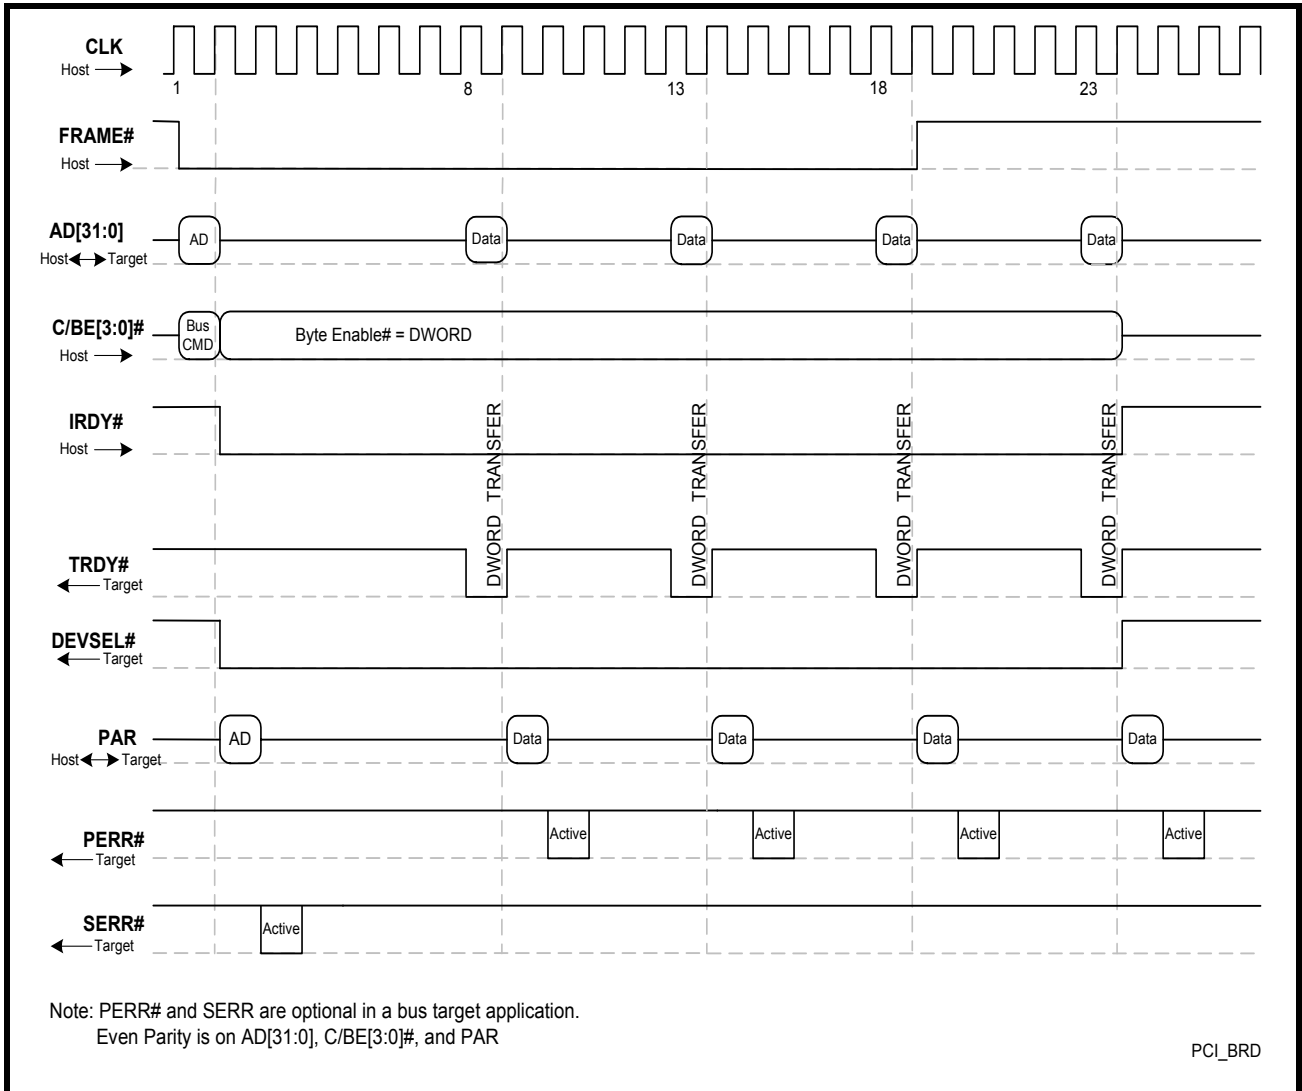 CLK
Host
1 8 13 18 23
FRAME#
Host
AD[31:0]
Host Target
AD Data Data Data Data
C/BE[3:0]#
Host
Bus
CMD
Byte Enable# = DWORD
IRDY#
Host
DWORD TRANSFER
DWORD TRANSFER
DWORD TRANSFER
DWORD TRANSFER
TRDY#
Target
DEVSEL#
Target
PAR
Host Target
AD Data Data Data Data
PERR#
Target
Active Active Active Active
SERR#
Target
Active
Note: PERR# and SERR are optional in a bus target application.
Even Parity is on AD[31:0], C/BE[3:0]#, and PAR
PCI_BRD